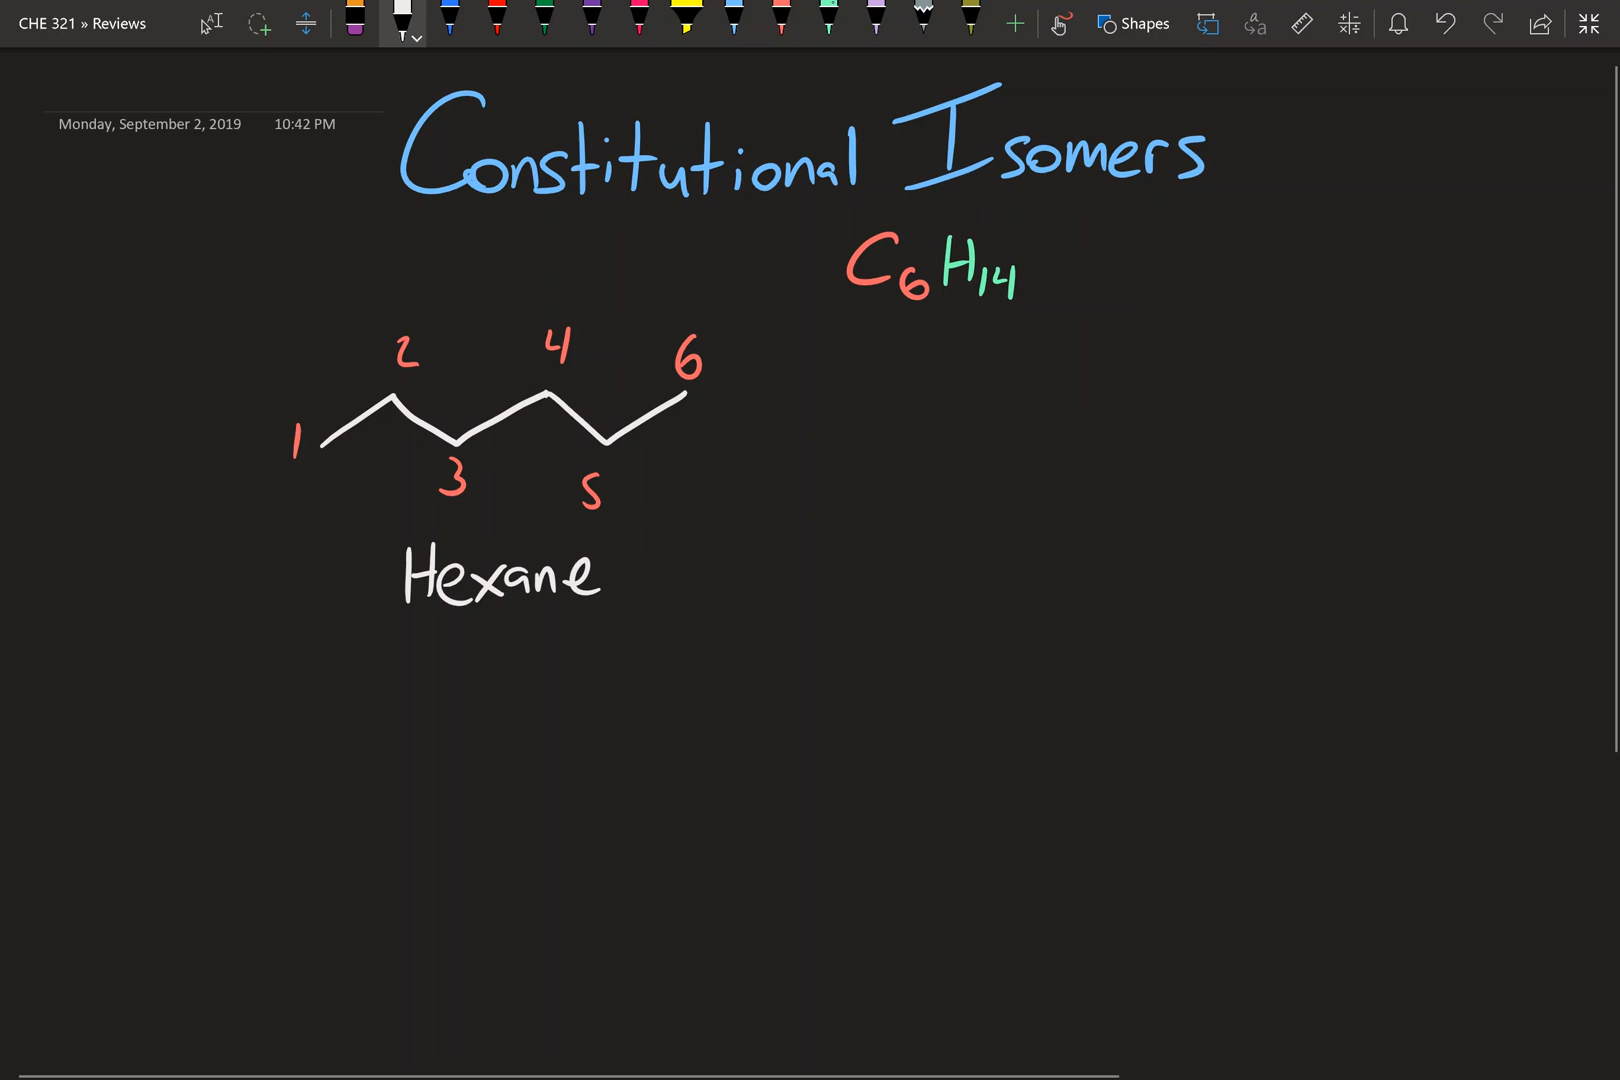 CHE 321 » Reviews
Shapes
Constitutional Isomers
Monday, September 2, 2019 10:42 PM
C6H14
2 4 6
1
3 5
Hexane